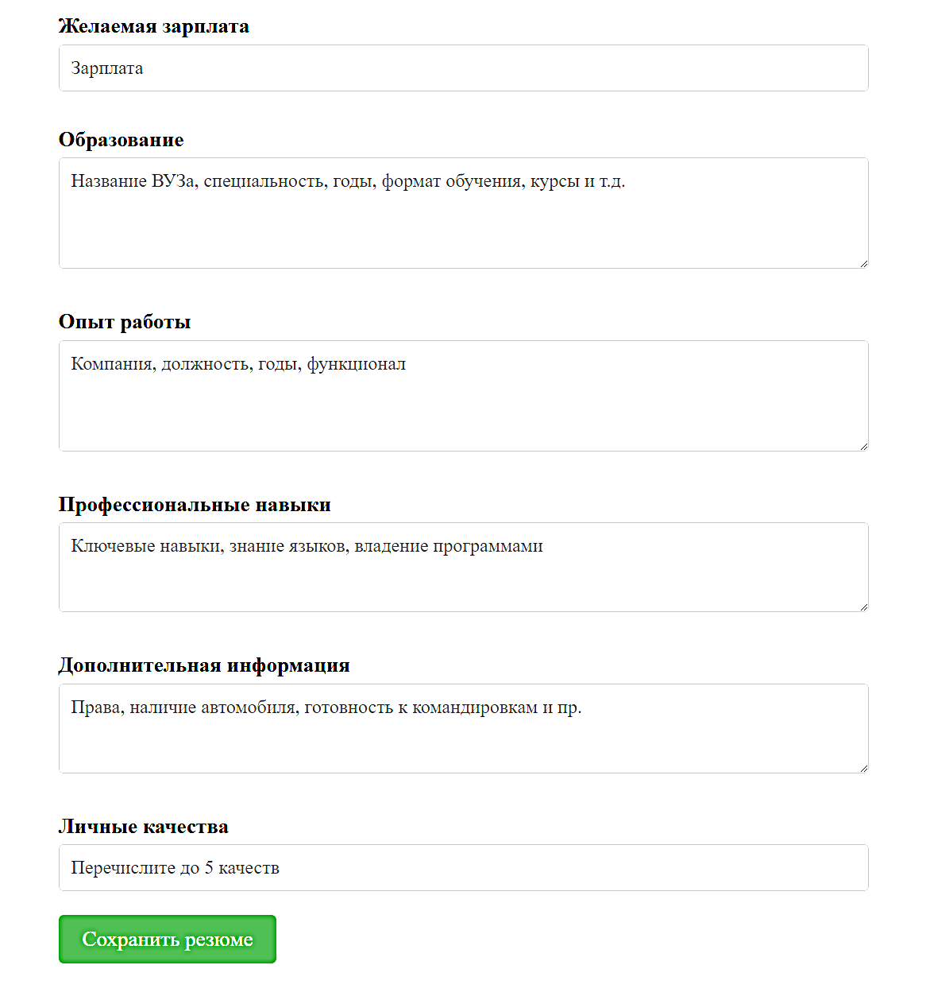 Желаемая зарплата
Зарплата
Образование
Название ВУЗа, специальность, годы, формат обучения, курсы и т.д.
Опыт работы
Компания, должность, годы, функционал
Профессиональные навыки
Ключевые навыки, знание языков, владение программами
Дополнительная информация
Права, наличие автомобиля, готовность к командировкам и пр.
Личные качества
Перечислите до 5 качеств
Сохранить резюме